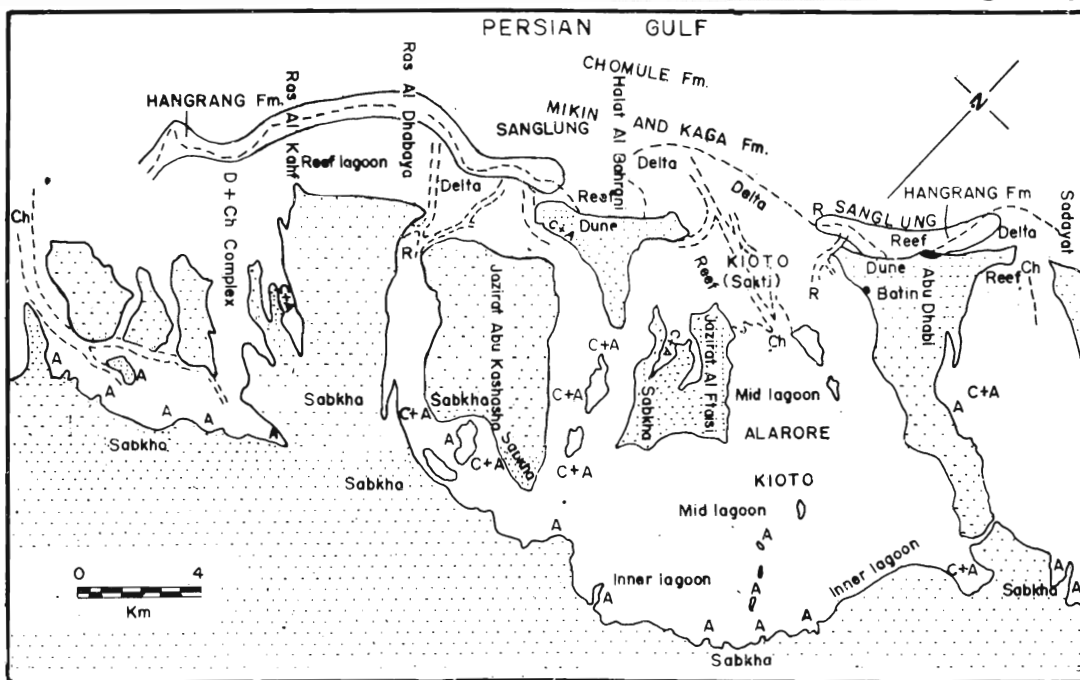 PERSIAN GULF
CHOMULE Fm.
HANGRANG Fm.
Ras Al Kahf
Ras Al Dhabaya
MIKIN
SANGLUNG
Halat Al Bahrani
AND KAGA Fm.
N
Reef lagoon
Delta
Reef
Delta
Delta
HANGRANG Fm
R
SANGLUNG
Reef
Delta
Sadayat
Ch
D + Ch Complex
C+A
Dune
R
Reef
KIOTO
(Sakti)
R
Dune
Batin
Abu Dhabi
Reef
Ch
C+A
Jazirat Abu Kashasha
C+A
C+A
Jazirat Al Ftaisi
Ch
A
A
A
Sabkha
Sabkha
C+A
Sabkha
Mid lagoon
C+A
A
A
A
A
Sabkha
C+A
A
Sabkha
C+A
C+A
ALARORE
Sabkha
KIOTO
Mid lagoon
A
A
0 4
Km
Inner lagoon
A
A
Inner lagoon
C+A
Sabkha
A
A
A
A
A
Sabkha